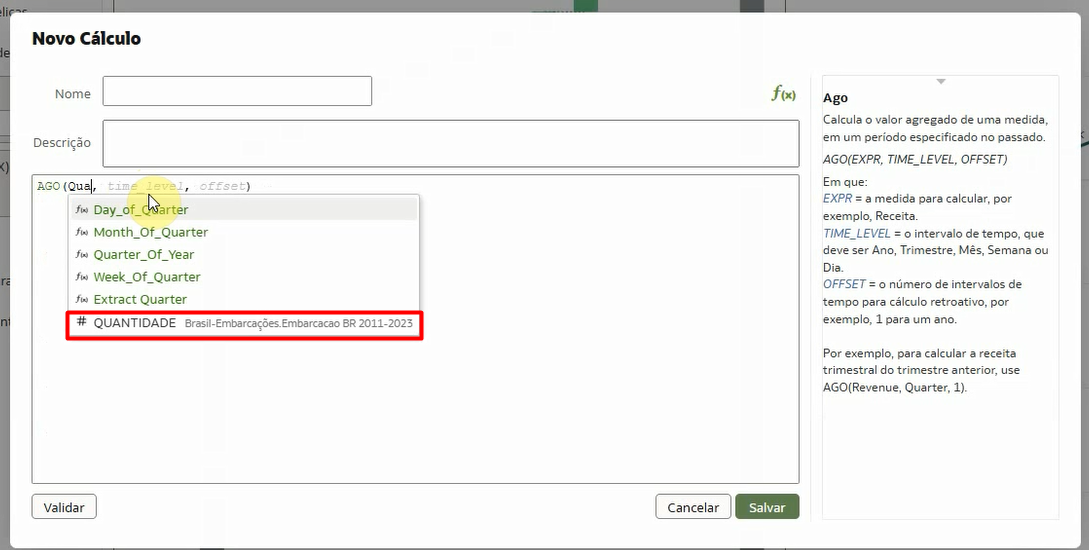 elicas
Novo Cálculo
Nome
f(x)
Descrição
AGO(Qua, time level, offset)
f(x) Day_of_Quarter
f(x) Month_Of_Quarter
f(x) Quarter_Of_Year
f(x) Week_Of_Quarter
f(x) Extract Quarter
# QUANTIDADE Brasil-Embarcações.Embarcacao BR 2011-2023
Validar
Cancelar
Salvar
Ago
Calcula o valor agregado de uma medida,
em um período especificado no passado.
AGO(EXPR, TIME_LEVEL, OFFSET)
Em que:
EXPR = a medida para calcular, por
exemplo, Receita.
TIME_LEVEL = o intervalo de tempo, que
deve ser Ano, Trimestre, Mês, Semana ou
Dia.
OFFSET = o número de intervalos de
tempo para cálculo retroativo, por
exemplo, 1 para um ano.
Por exemplo, para calcular a receita
trimestral do trimestre anterior, use
AGO(Revenue, Quarter, 1).